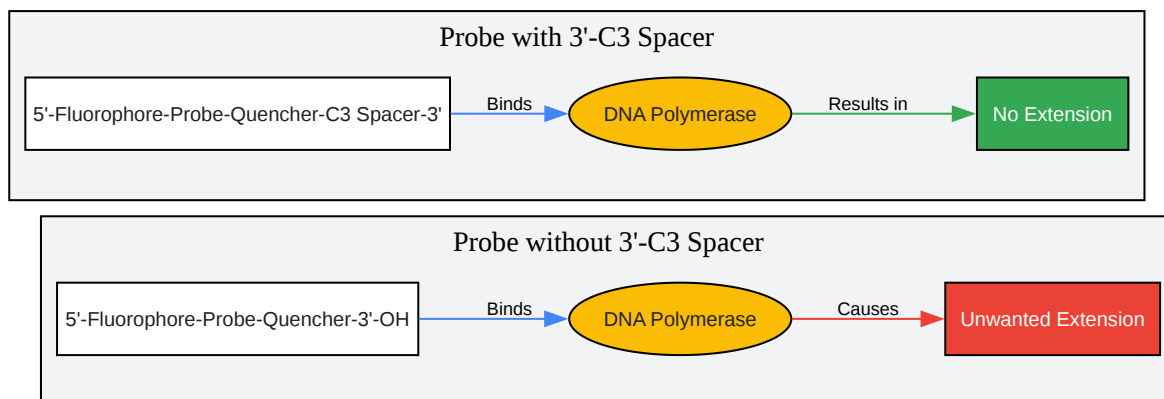 Probe with 3'-C3 Spacer
5'-Fluorophore-Probe-Quencher-C3 Spacer-3'
Binds
DNA Polymerase
Results in
No Extension
Probe without 3'-C3 Spacer
5'-Fluorophore-Probe-Quencher-3'-OH
Binds
DNA Polymerase
Causes
Unwanted Extension